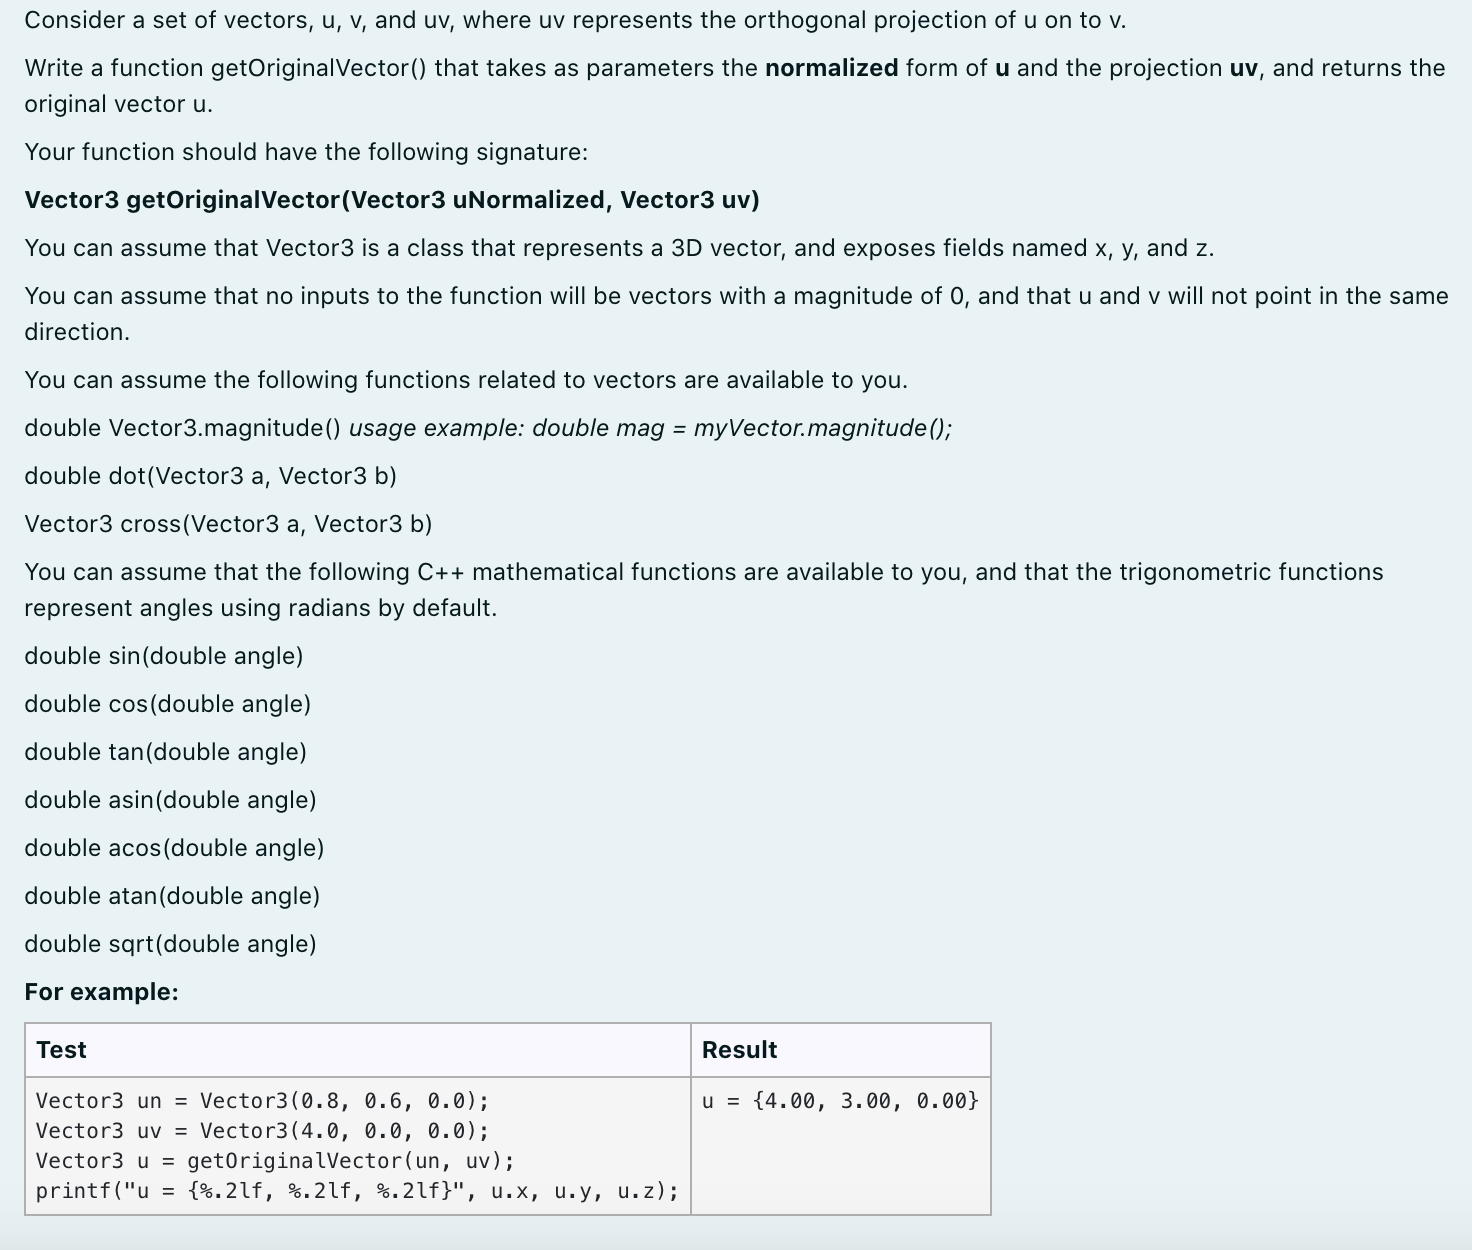 Consider a set of vectors, u, v, and uv, where uv represents the orthogonal projection of u on to v.
Write a function getOriginalVector() that takes as parameters the normalized form of u and the projection uv, and returns the
original vector u.
Your function should have the following signature:
Vector3 getOriginalVector(Vector3 uNormalized, Vector3 uv)
You can assume that Vector3 is a class that represents a 3D vector, and exposes fields named x, y, and z.
You can assume that no inputs to the function will be vectors with a magnitude of 0, and that u and v will not point in the same
direction.
You can assume the following functions related to vectors are available to you.
double Vector3.magnitude() usage example: double mag = myVector.magnitude();
double dot(Vector3 a, Vector3 b)
Vector3 cross(Vector3 a, Vector3 b)
You can assume that the following C++ mathematical functions are available to you, and that the trigonometric functions
represent angles using radians by default.
double sin(double angle)
double cos(double angle)
double tan(double angle)
double asin(double angle)
double acos(double angle)
double atan(double angle)
double sqrt(double angle)
For example:
Test Result
Vector3 un = Vector3(0.8, 0.6, 0.0); u = {4.00, 3.00, 0.00}
Vector3 uv = Vector3(4.0, 0.0, 0.0);
Vector3 u = getOriginalVector(un, uv);
printf("u = {%.2lf, %.2lf, %.2lf}", u.x, u.y, u.z);